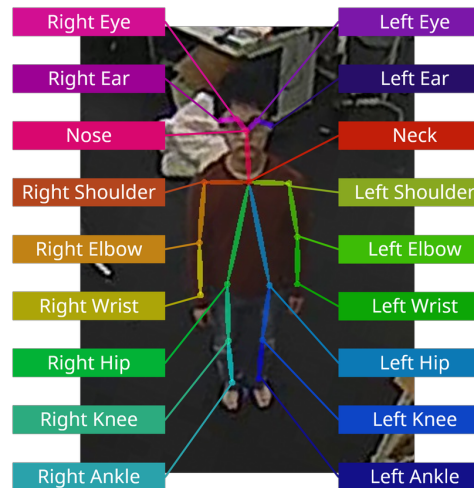 Right Eye
Left Eye
Right Ear
Left Ear
Nose
Neck
Right Shoulder
Left Shoulder
Right Elbow
Left Elbow
Right Wrist
Left Wrist
Right Hip
Left Hip
Right Knee
Left Knee
Right Ankle
Left Ankle